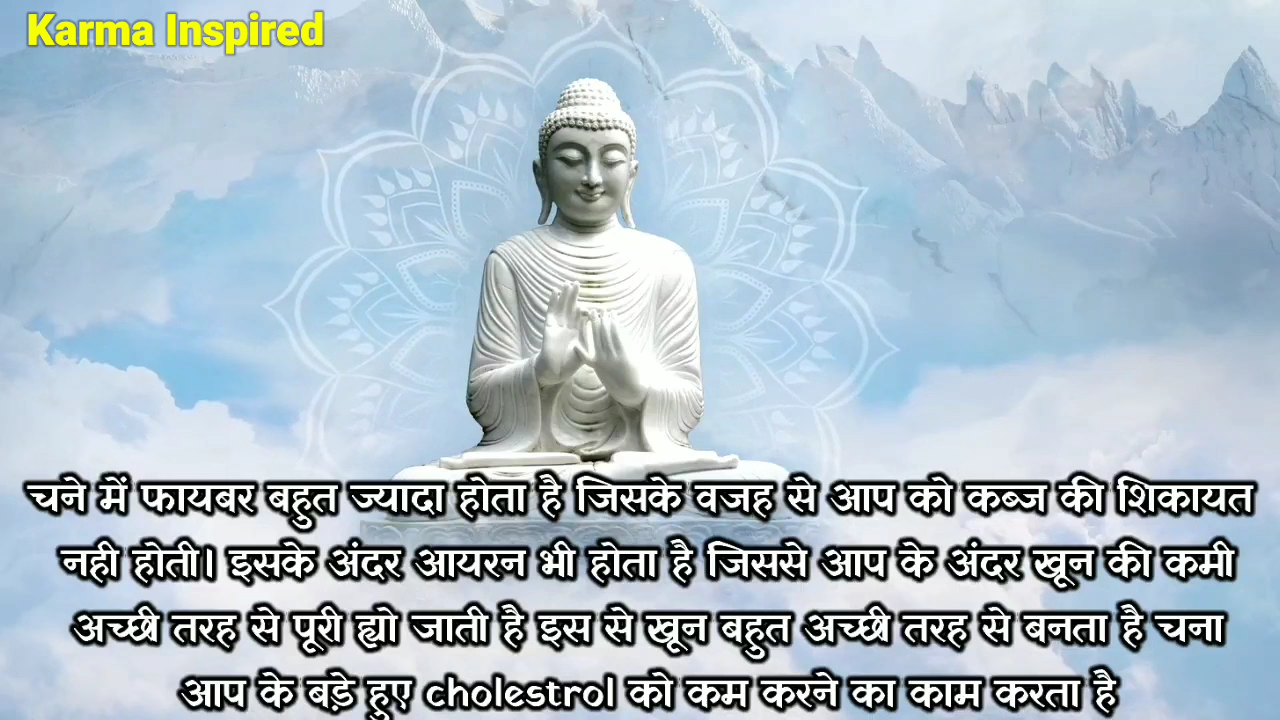 Karma Inspired
चने में फायबर बहुत ज्यादा होता है जिसके वजह से आप को कब्ज की शिकायत
नही होती। इसके अंदर आयरन भी होता है जिससे आप के अंदर खून की कमी
अच्छी तरह से पूरी ह्यो जाती है इस से खून बहुत अच्छी तरह से बनता है चना
आप के बड़े हुए cholestrol को कम करने का काम करता है